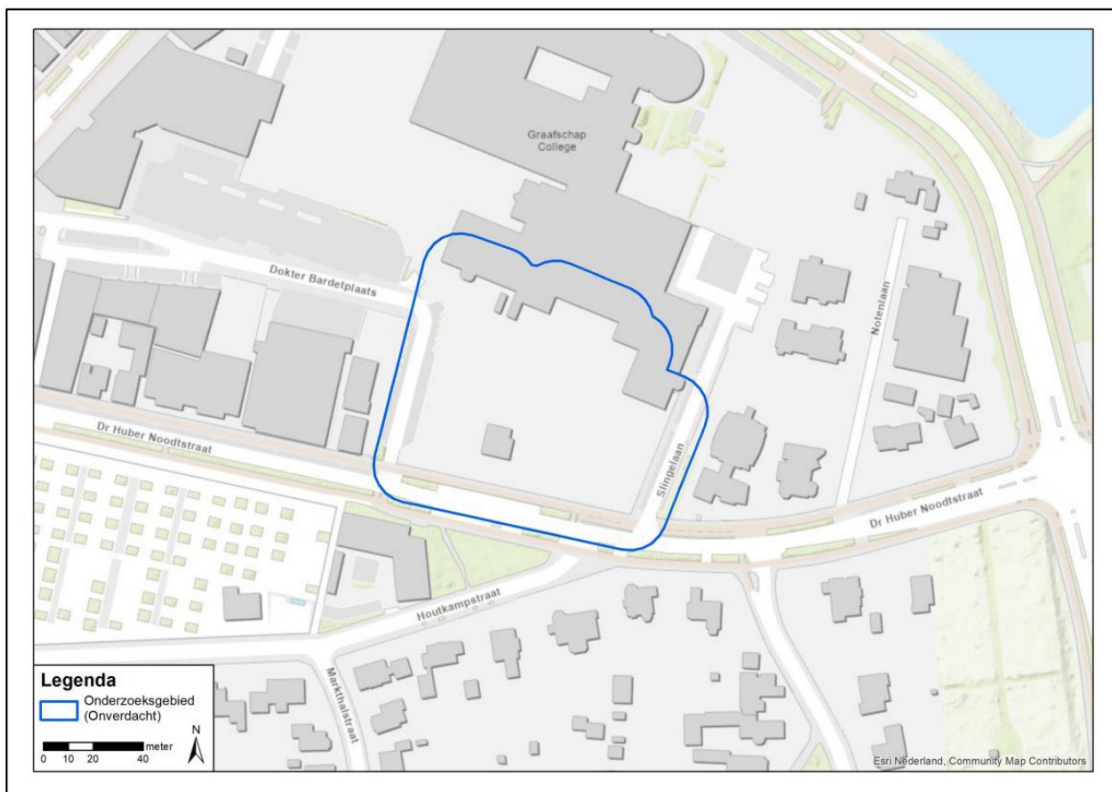 Graafschap
College
Dokter Bardetplaats
Notenlaan
Dr Huber Noodtstraat
Slingelaan
Dr Huber Noodtstraat
Houtkampstraat
Markthalstraat
Legenda
Onderzoeksgebied
(Onverdacht)
N
meter
0 10 20 40
Esri Nederland, Community Map Contributors